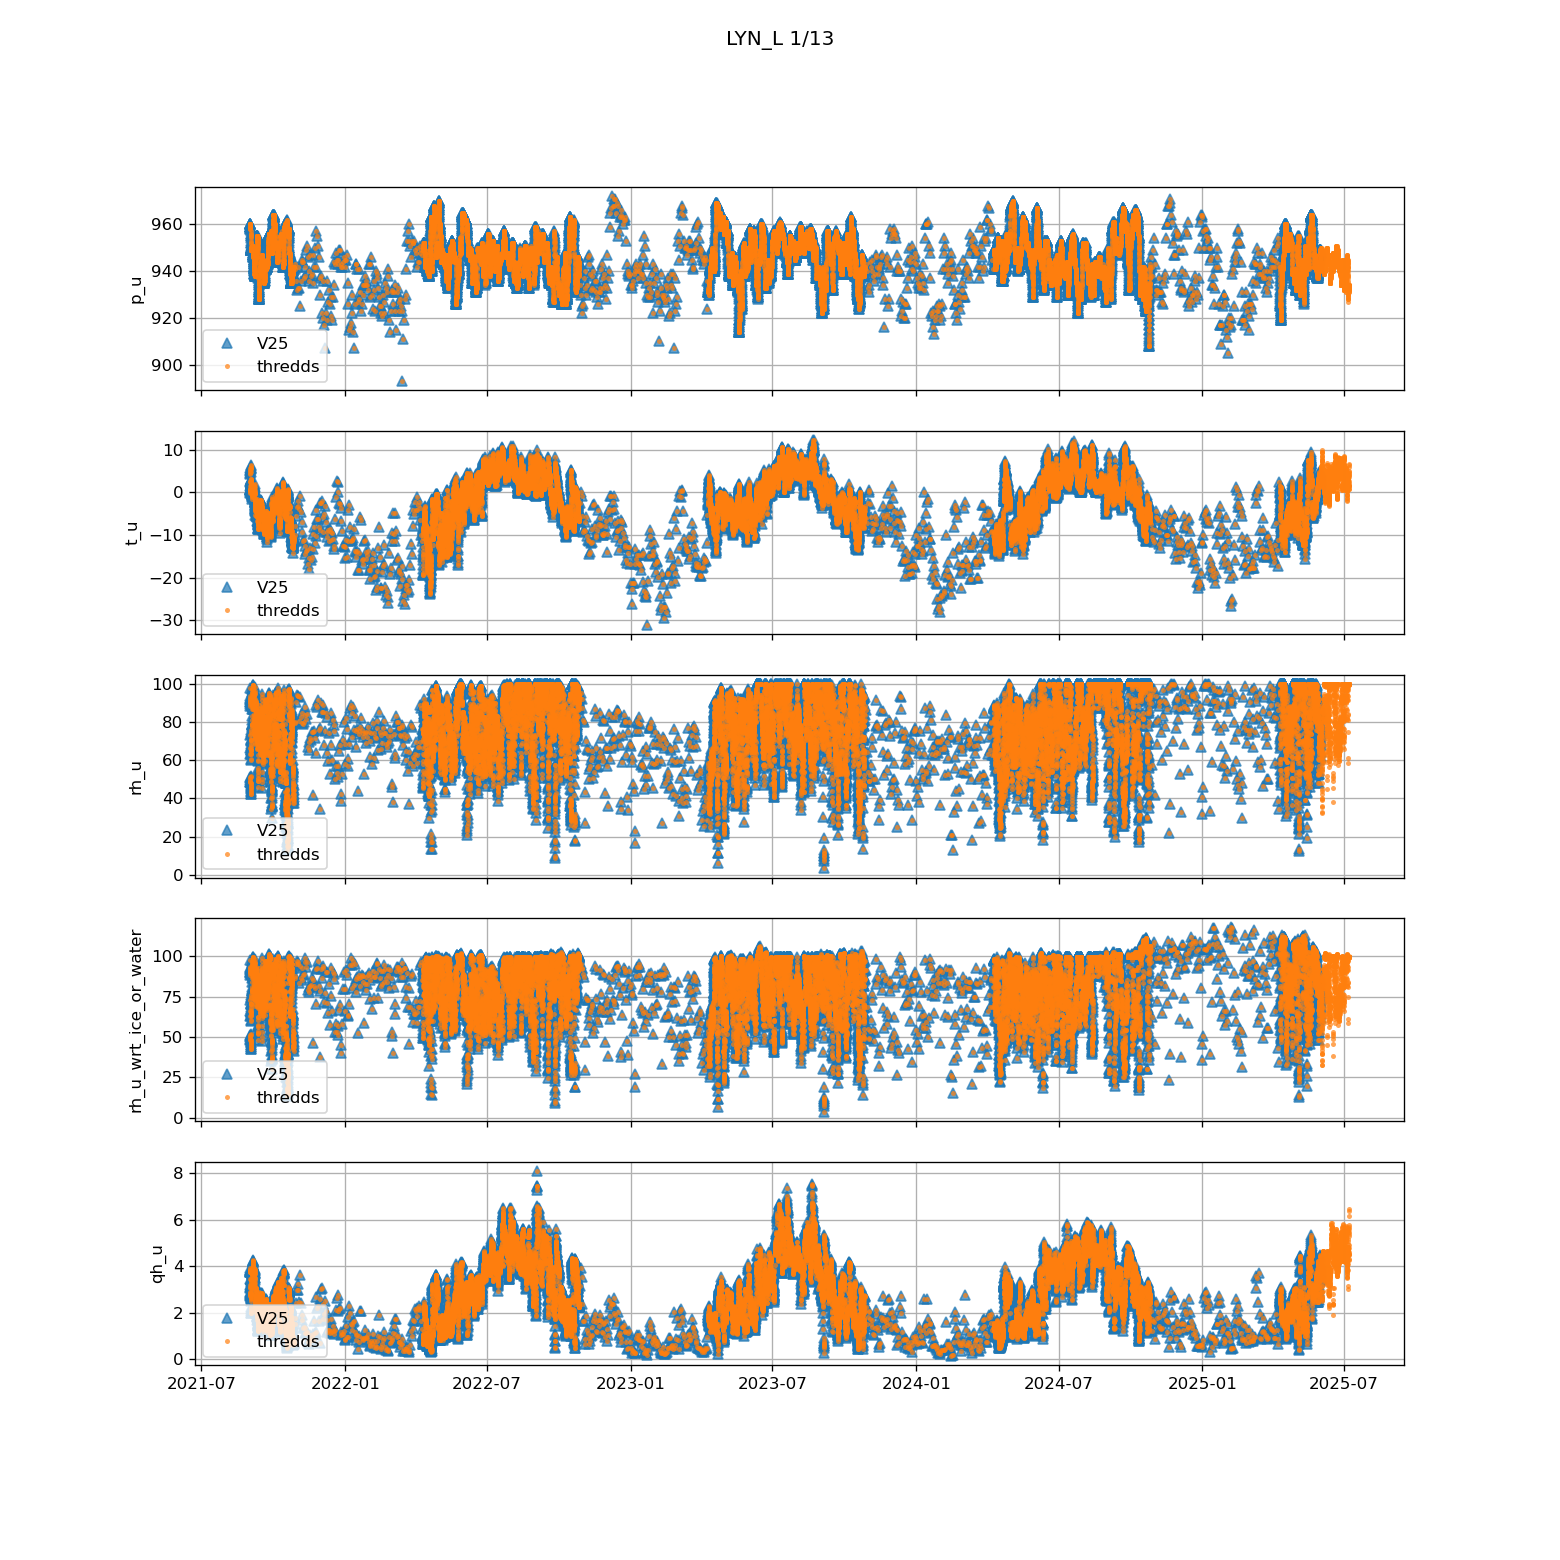 LYN_L 1/13
960
940
920
900
p_u
V25
thredds
10
0
−10
−20
−30
t_u
V25
thredds
100
80
60
40
20
0
rh_u
V25
thredds
100
75
50
25
0
rh_u_wrt_ice_or_water
V25
thredds
8
6
4
2
0
qh_u
V25
thredds
2021-07 2022-01 2022-07 2023-01 2023-07 2024-01 2024-07 2025-01 2025-07